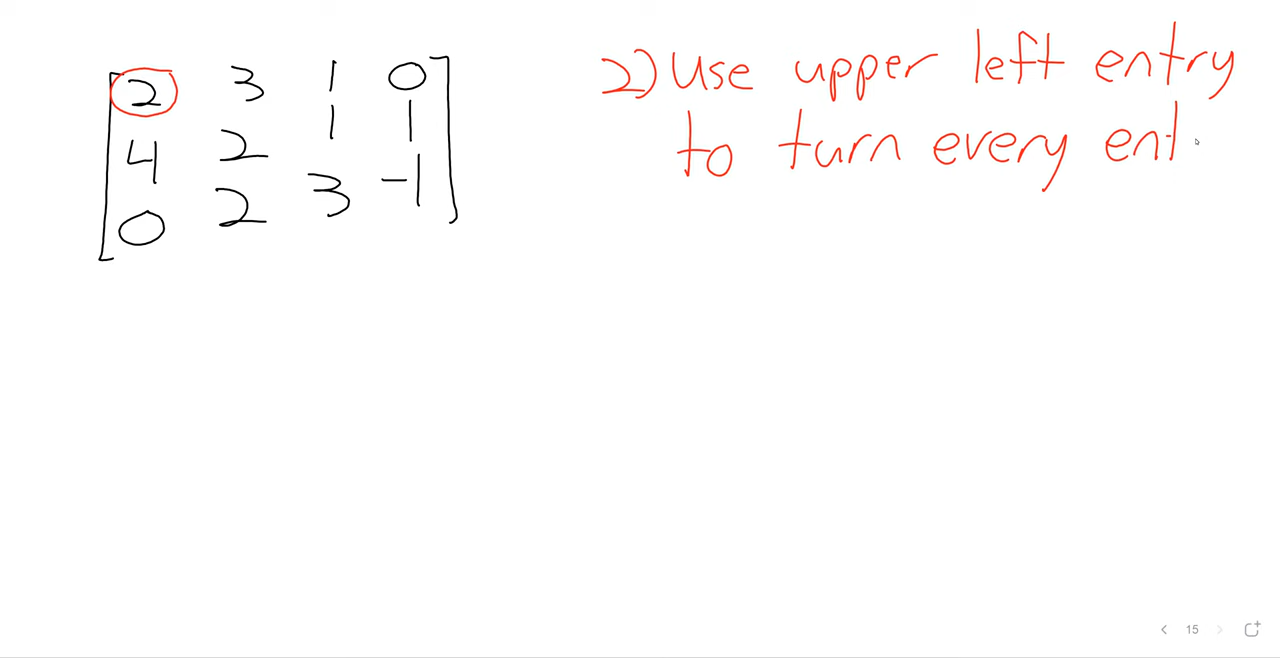 2 3 1 0
4 2 1 1
0 2 3 -1
2) Use upper left entry
to turn every ent
15